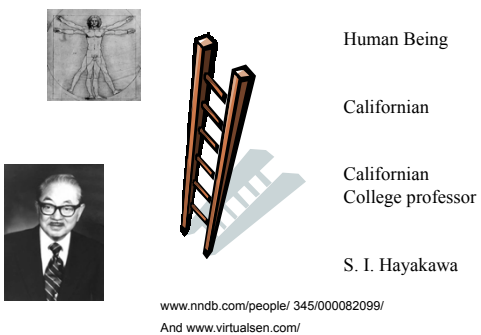 Human Being
Californian
Californian
College professor
S. I. Hayakawa
www.nndb.com/people/ 345/000082099/
And www.virtualsen.com/